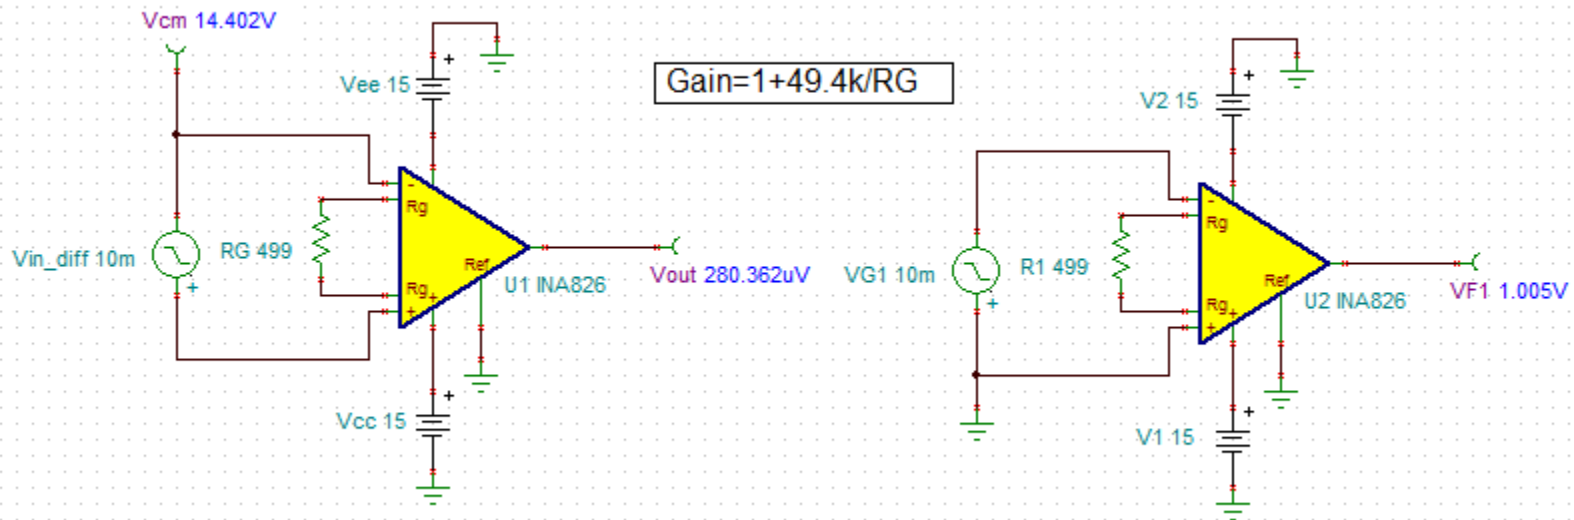 Vcm 14.402V
Vee 15
+
Gain=1+49.4k/RG
+
V2 15
-
Rg
Vin_diff 10m
+
RG 499
Ref
Rg
+
+
U1 INA826
Vout 280.362uV
Vcc 15
+
-
Rg
VG1 10m
+
R1 499
Ref
Rg
+
+
U2 INA826
VF1 1.005V
V1 15
+